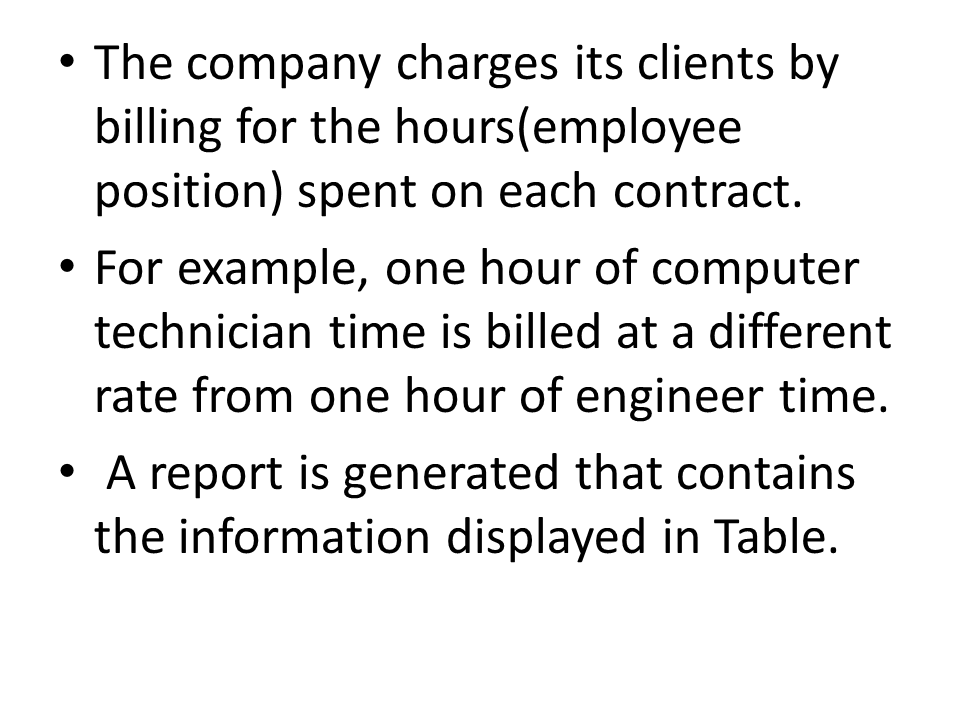 • The company charges its clients by
billing for the hours(employee
position) spent on each contract.
• For example, one hour of computer
technician time is billed at a different
rate from one hour of engineer time.
• A report is generated that contains
the information displayed in Table.